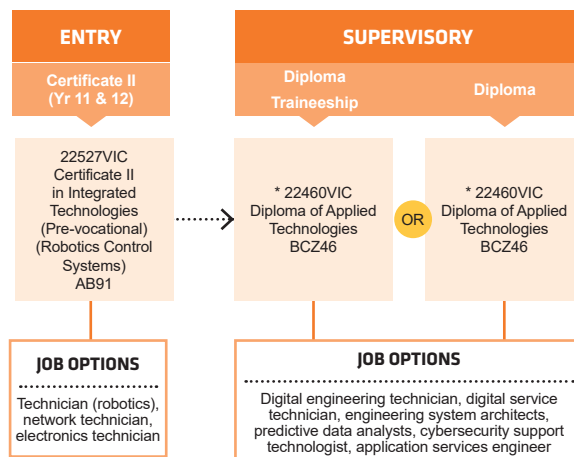 ENTRY
Certificate II
(Yr 11 & 12)
22527VIC
Certificate II
in Integrated
Technologies
(Pre-vocational)
(Robotics Control
Systems)
AB91
JOB OPTIONS
Technician (robotics),
network technician,
electronics technician
SUPERVISORY
Diploma
Traineeship
* 22460VIC
Diploma of Applied
Technologies
BCZ46
OR
Diploma
* 22460VIC
Diploma of Applied
Technologies
BCZ46
JOB OPTIONS
Digital engineering technician, digital service
technician, engineering system architects,
predictive data analysts, cybersecurity support
technologist, application services engineer